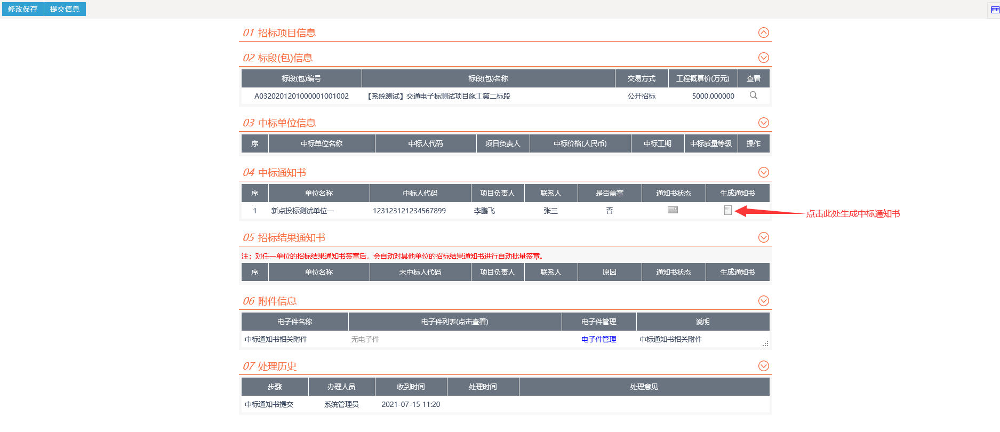 修改保存 提交信息
01 招标项目信息
02 标段(包)信息
标段(包)编号 标段(包)名称 交易方式 工程概算价(万元) 查看
A0320201201000001001002 【系统测试】交通电子标测试项目施工第二标段 公开招标 5000.000000
03 中标单位信息
序 中标单位名称 中标人代码 项目负责人 中标价格(人民币) 中标工期 中标质量等级 操作
04 中标通知书
序 单位名称 中标人代码 项目负责人 联系人 是否盖章 通知书状态 生成通知书
1 新点投标测试单位一 123123121234567899 李鹏飞 张三 否
点击此处生成中标通知书
05 招标结果通知书
注：对任一单位的招标结果通知书签章后，会自动对其他单位的招标结果通知书进行自动批量签章。
序 单位名称 未中标人代码 项目负责人 联系人 原因 通知书状态 生成通知书
06 附件信息
电子件名称 电子件列表(点击查看) 电子件管理 说明
中标通知书相关附件 无电子件 电子件管理 中标通知书相关附件
07 处理历史
步骤 办理人员 收到时间 处理时间 处理意见
中标通知书提交 系统管理员 2021-07-15 11:20